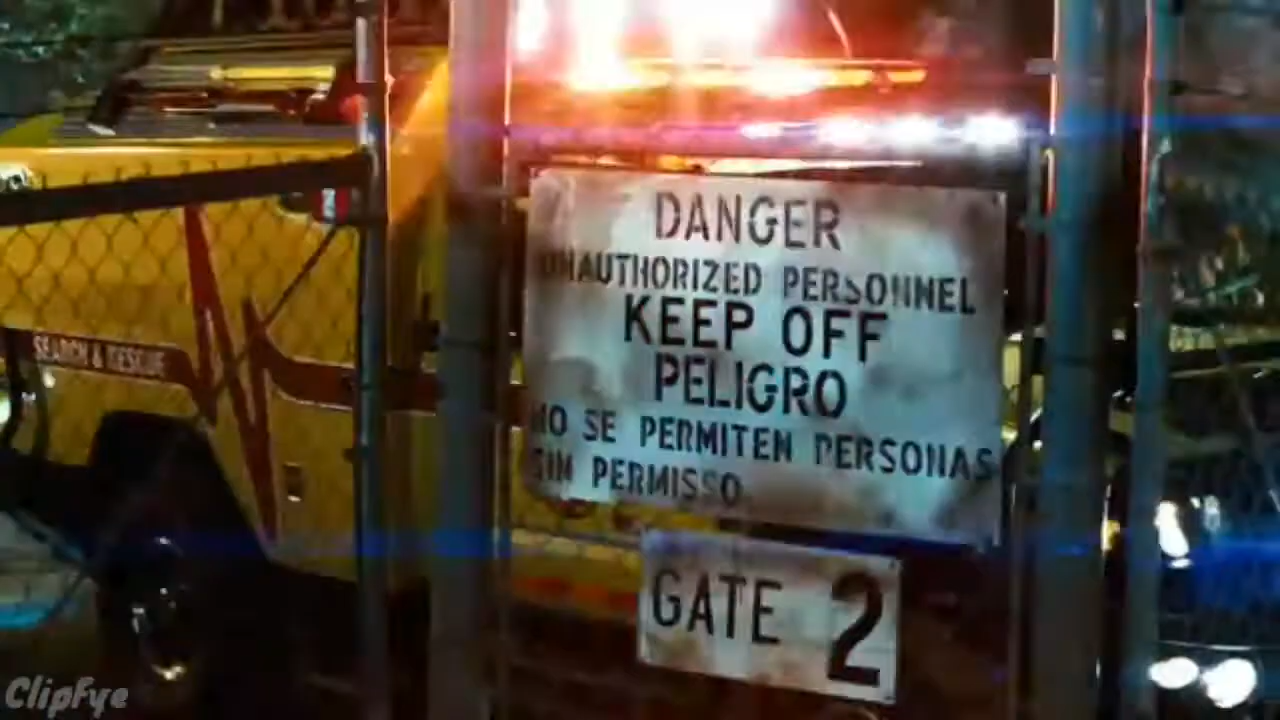 DANGER
UNAUTHORIZED PERSONNEL
KEEP OFF
PELIGRO
NO SE PERMITEN PERSONAS
SIN PERMISSO
GATE 2
SEARCH & RESCUE
ClipFye